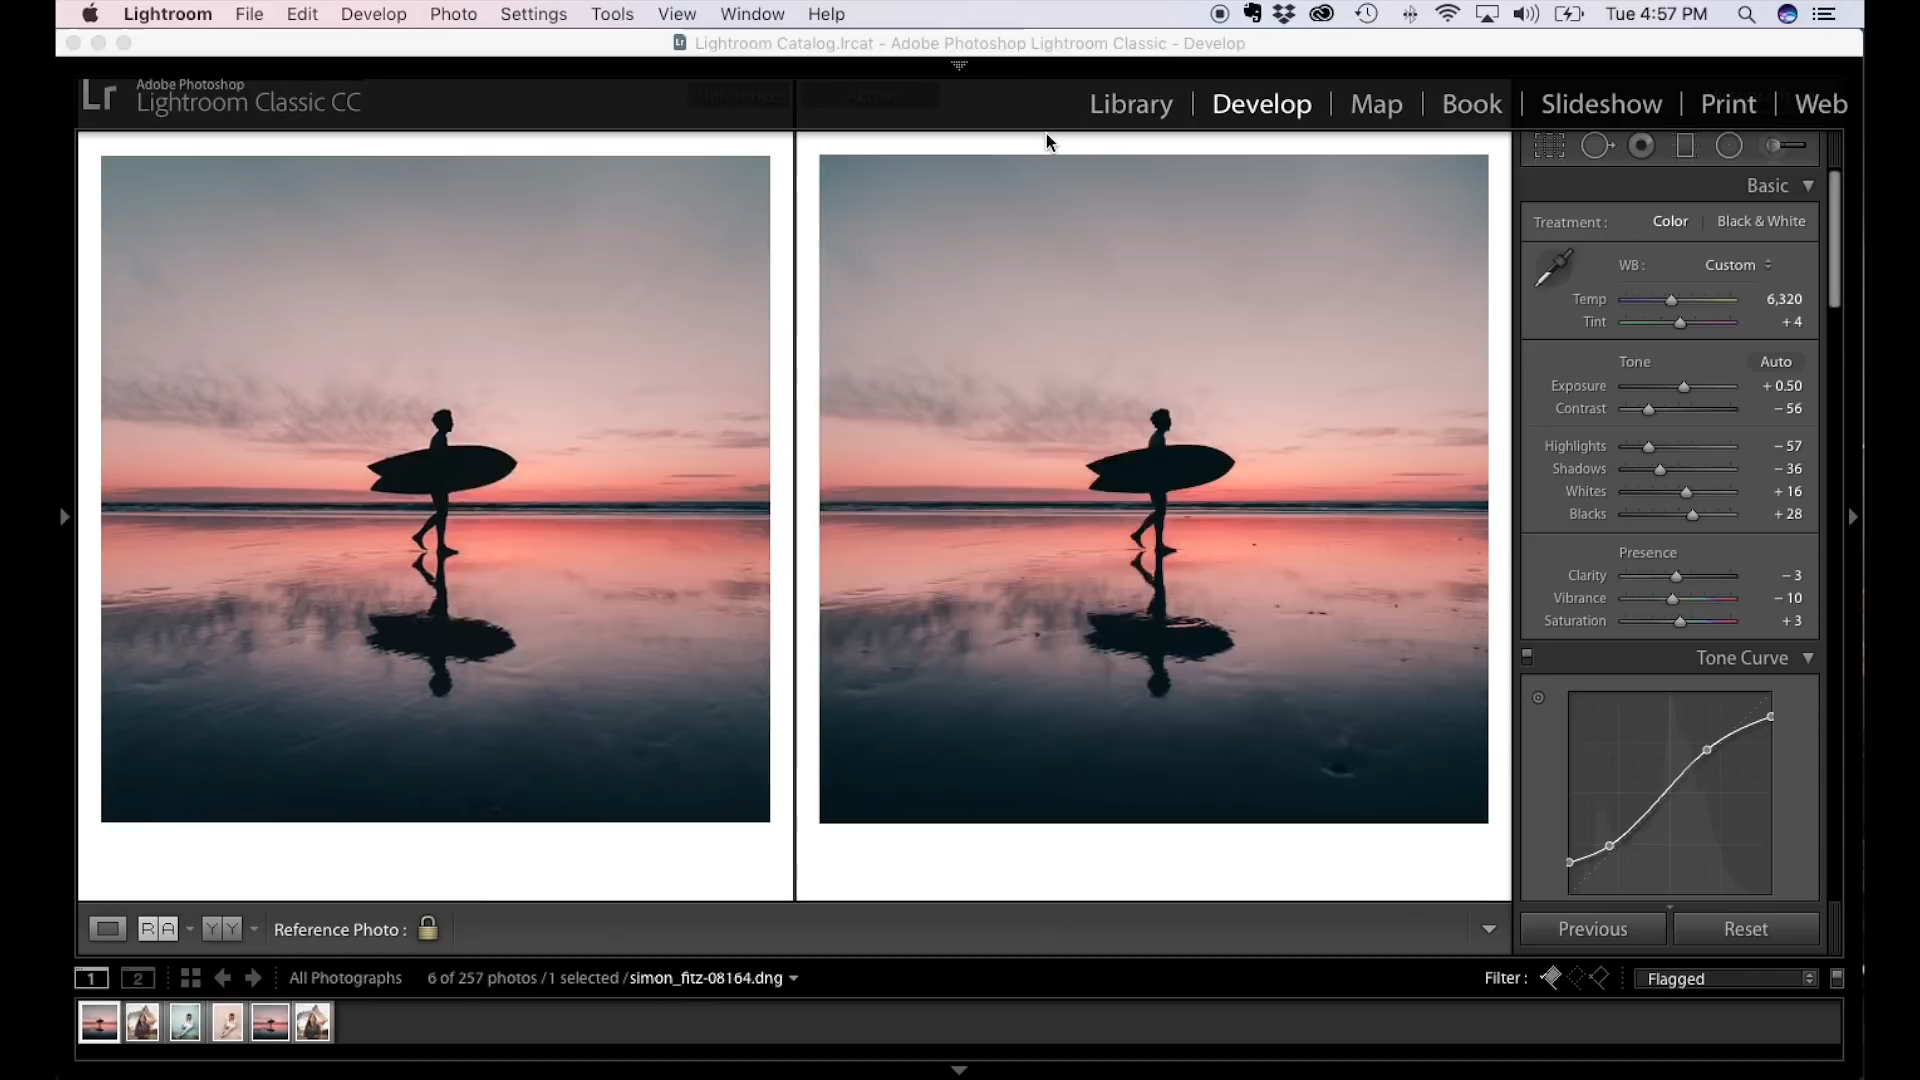 Lightroom File Edit Develop Photo Settings Tools View Window Help Tue 4:57 PM
Lr Lightroom Catalog.lrcat - Adobe Photoshop Lightroom Classic - Develop
Lr Adobe Photoshop
Lightroom Classic CC
Library | Develop | Map | Book | Slideshow | Print | Web
Basic
Treatment : Color | Black & White
WB : Custom
Temp 6,320
Tint + 4
Tone Auto
Exposure + 0.50
Contrast – 56
Highlights – 57
Shadows – 36
Whites + 16
Blacks + 28
Presence
Clarity – 3
Vibrance – 10
Saturation + 3
Tone Curve
R A Y Y Reference Photo :
Previous Reset
1 2 All Photographs 6 of 257 photos / 1 selected / simon_fitz-08164.dng
Filter : Flagged